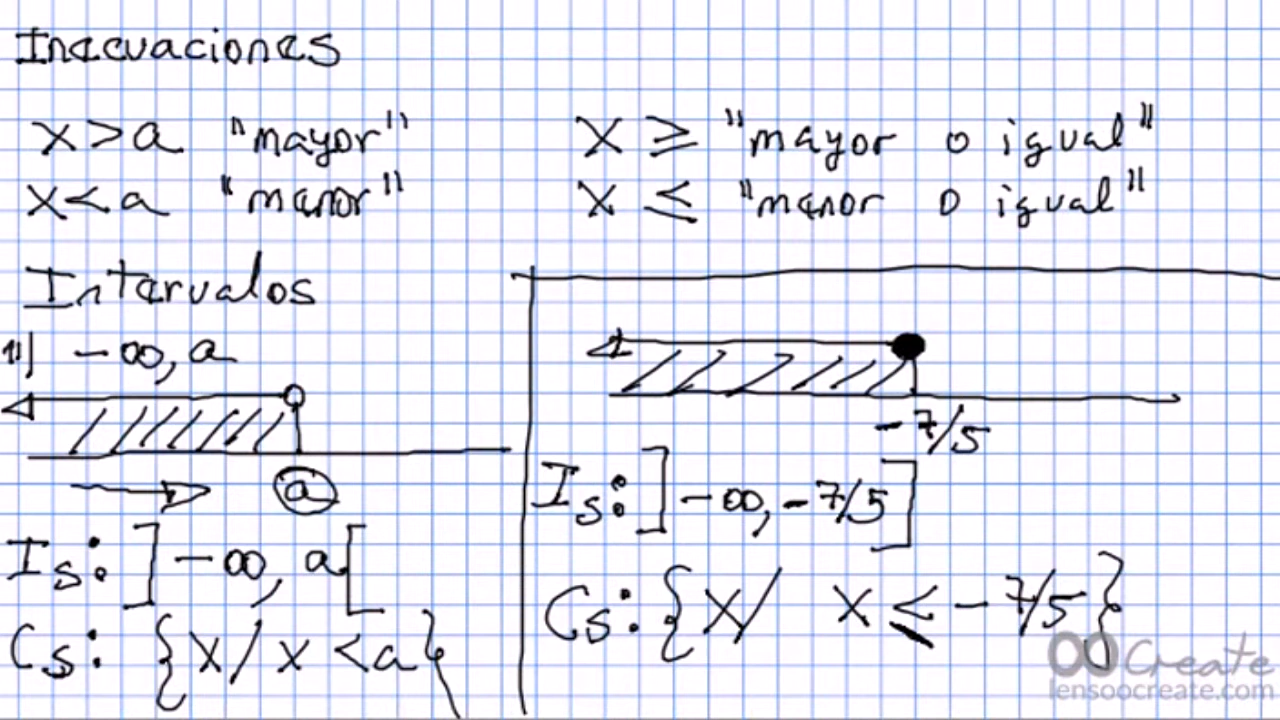 Inecuaciones
x > a "mayor"
x < a "menor"
x ≥ "mayor o igual"
x ≤ "menor o igual"
Intervalos
1) -∞, a
a
Is: ]-∞, a[
Cs: {x/x < a}
-7/5
Is: ]-∞, -7/5]
Cs: {x/ x ≤ -7/5}
Create
lensoocreate.com